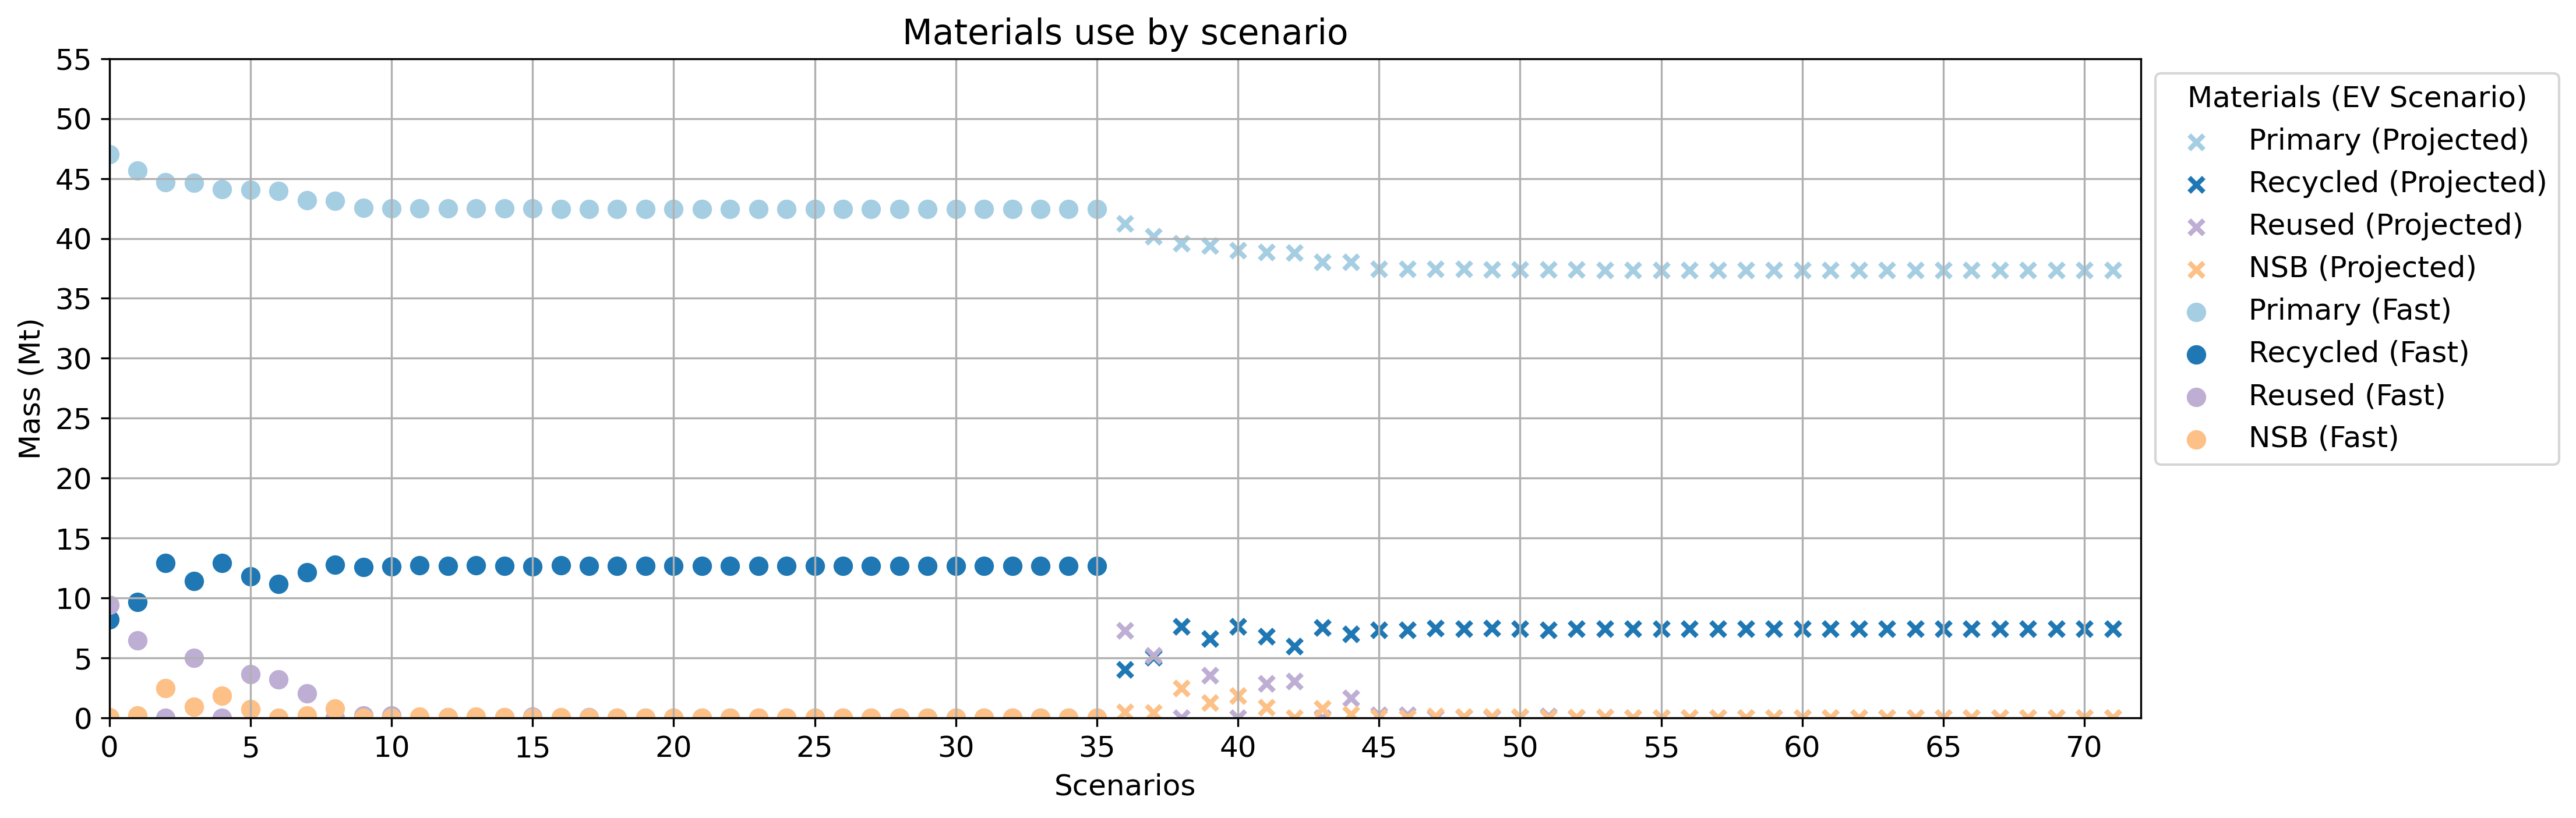 Materials use by scenario
55
50
45
40
35
30
25
20
15
10
5
0
Mass (Mt)
0 5 10 15 20 25 30 35 40 45 50 55 60 65 70
Scenarios
Materials (EV Scenario)
Primary (Projected)
Recycled (Projected)
Reused (Projected)
NSB (Projected)
Primary (Fast)
Recycled (Fast)
Reused (Fast)
NSB (Fast)